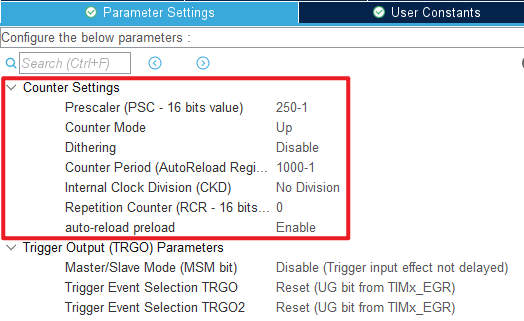 Parameter Settings User Constants
Configure the below parameters :
Search (Ctrl+F)
Counter Settings
Prescaler (PSC - 16 bits value) 250-1
Counter Mode Up
Dithering Disable
Counter Period (AutoReload Regi... 1000-1
Internal Clock Division (CKD) No Division
Repetition Counter (RCR - 16 bits... 0
auto-reload preload Enable
Trigger Output (TRGO) Parameters
Master/Slave Mode (MSM bit) Disable (Trigger input effect not delayed)
Trigger Event Selection TRGO Reset (UG bit from TIMx_EGR)
Trigger Event Selection TRGO2 Reset (UG bit from TIMx_EGR)